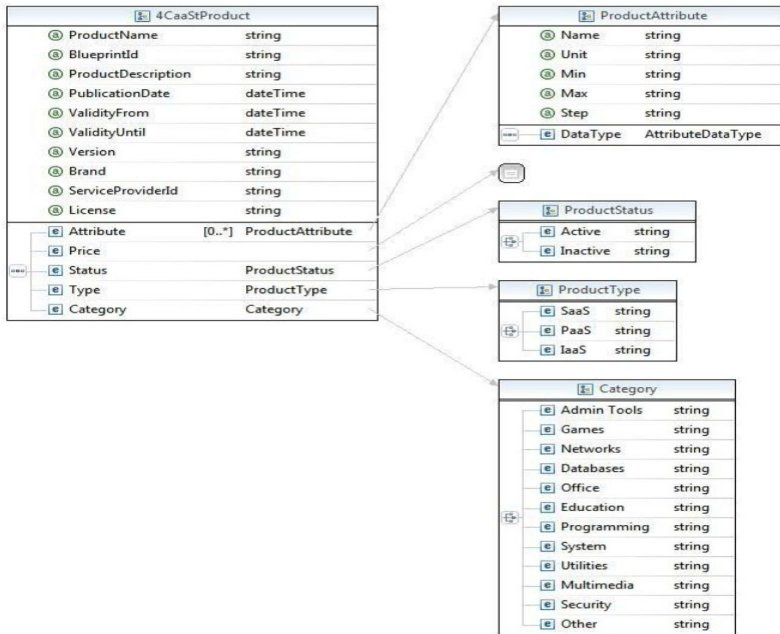 4CaaStProduct
ProductName string
BlueprintId string
ProductDescription string
PublicationDate dateTime
ValidityFrom dateTime
ValidityUntil dateTime
Version string
Brand string
ServiceProviderId string
License string
Attribute [0..*] ProductAttribute
Price
Status ProductStatus
Type ProductType
Category Category
ProductAttribute
Name string
Unit string
Min string
Max string
Step string
DataType AttributeDataType
ProductStatus
Active string
Inactive string
ProductType
SaaS string
PaaS string
IaaS string
Category
Admin Tools string
Games string
Networks string
Databases string
Office string
Education string
Programming string
System string
Utilities string
Multimedia string
Security string
Other string